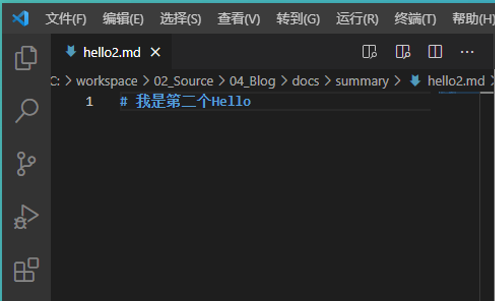 文件(F) 编辑(E) 选择(S) 查看(V) 转到(G) 运行(R) 终端(T) 帮助(H)
hello2.md
C: > workspace > 02_Source > 04_Blog > docs > summary > hello2.md >
1 # 我是第二个Hello